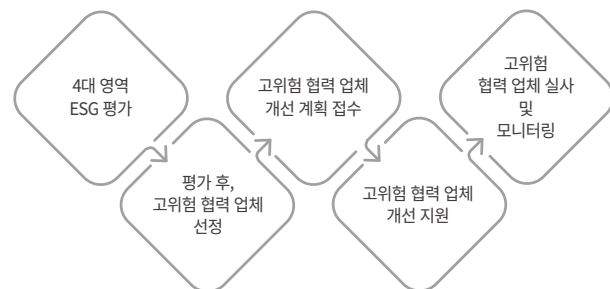 4대 영역
ESG 평가
평가 후,
고위험 협력 업체
선정
고위험 협력 업체
개선 계획 접수
고위험 협력 업체
개선 지원
고위험
협력 업체 실사
및
모니터링